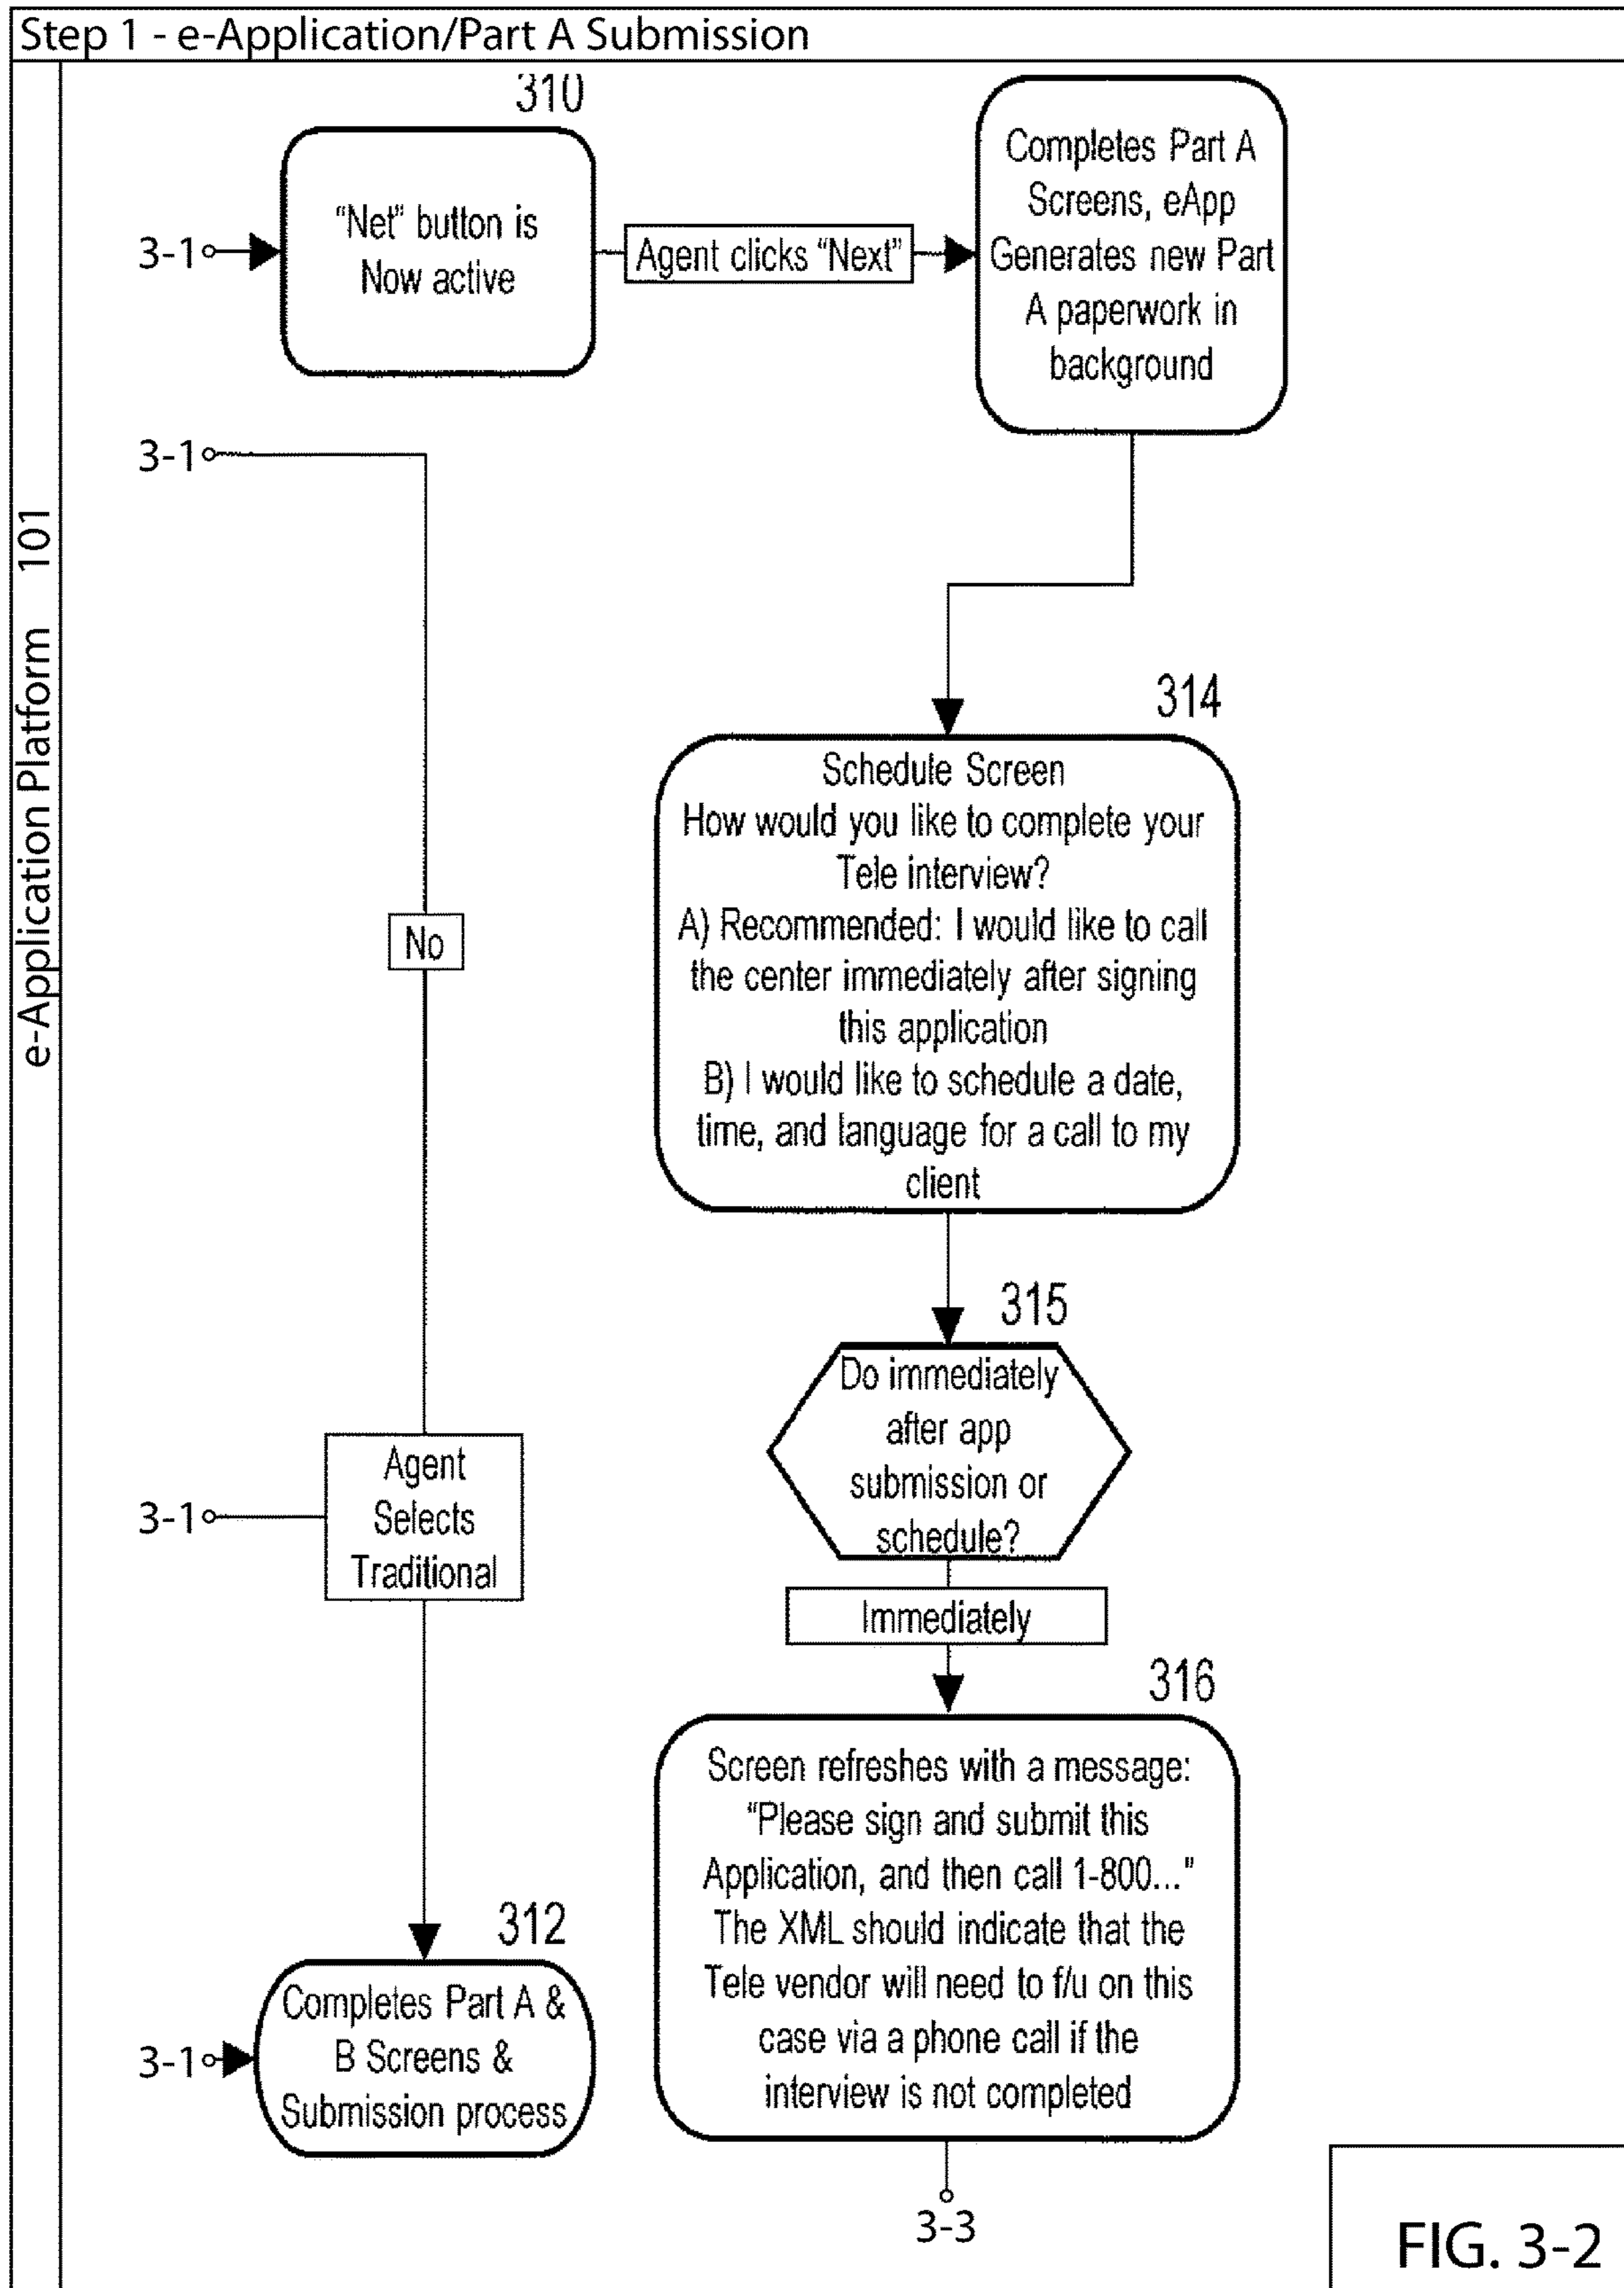 Step 1 - e-Application/Part A Submission
e-Application Platform 101
310
3-1
"Net" button is
Now active
Agent clicks "Next"
Completes Part A
Screens, eApp
Generates new Part
A paperwork in
background
3-1
No
314
Schedule Screen
How would you like to complete your
Tele interview?
A) Recommended: I would like to call
the center immediately after signing
this application
B) I would like to schedule a date,
time, and language for a call to my
client
315
Do immediately
after app
submission or
schedule?
3-1
Agent
Selects
Traditional
Immediately
316
Screen refreshes with a message:
"Please sign and submit this
Application, and then call 1-800..."
The XML should indicate that the
Tele vendor will need to f/u on this
case via a phone call if the
interview is not completed
312
3-1
Completes Part A &
B Screens &
Submission process
3-3
FIG. 3-2